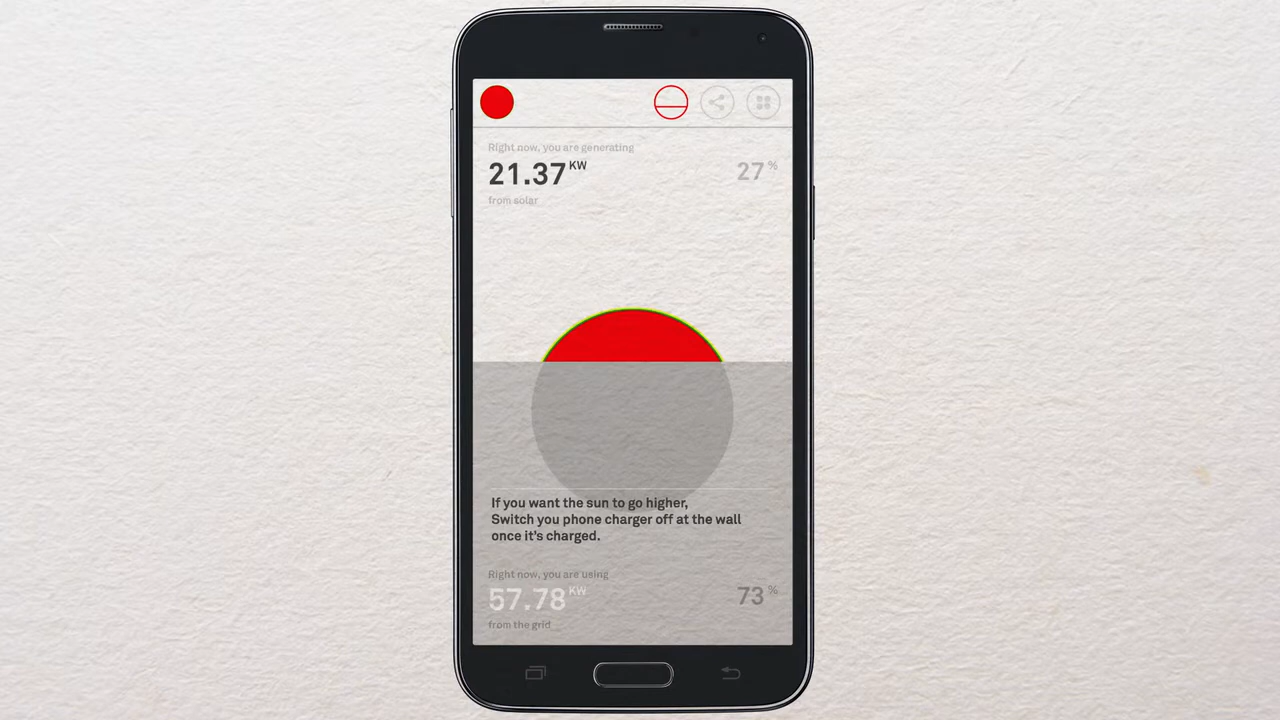 Right now, you are generating
21.37 KW
27 %
from solar
If you want the sun to go higher,
Switch you phone charger off at the wall
once it's charged.
Right now, you are using
57.78 KW
73 %
from the grid